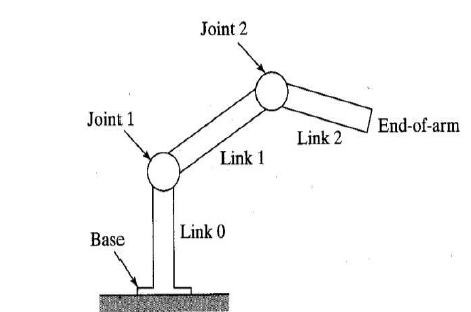 Joint 2
Joint 1
End-of-arm
Link 2
Link 1
Link 0
Base